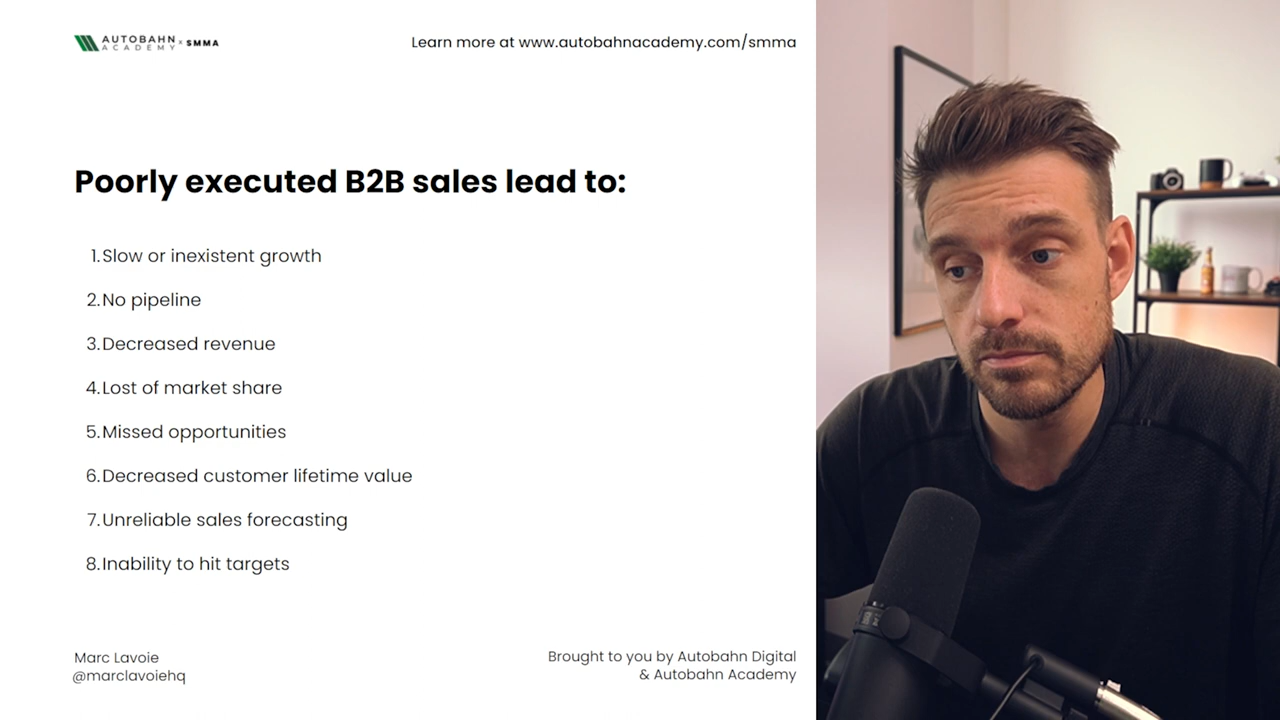 AUTOBAHN
ACADEMY × SMMA
Learn more at www.autobahnacademy.com/smma
Poorly executed B2B sales lead to:
1. Slow or inexistent growth
2. No pipeline
3. Decreased revenue
4. Lost of market share
5. Missed opportunities
6. Decreased customer lifetime value
7. Unreliable sales forecasting
8. Inability to hit targets
Marc Lavoie
@marclavoiehq
Brought to you by Autobahn Digital
& Autobahn Academy